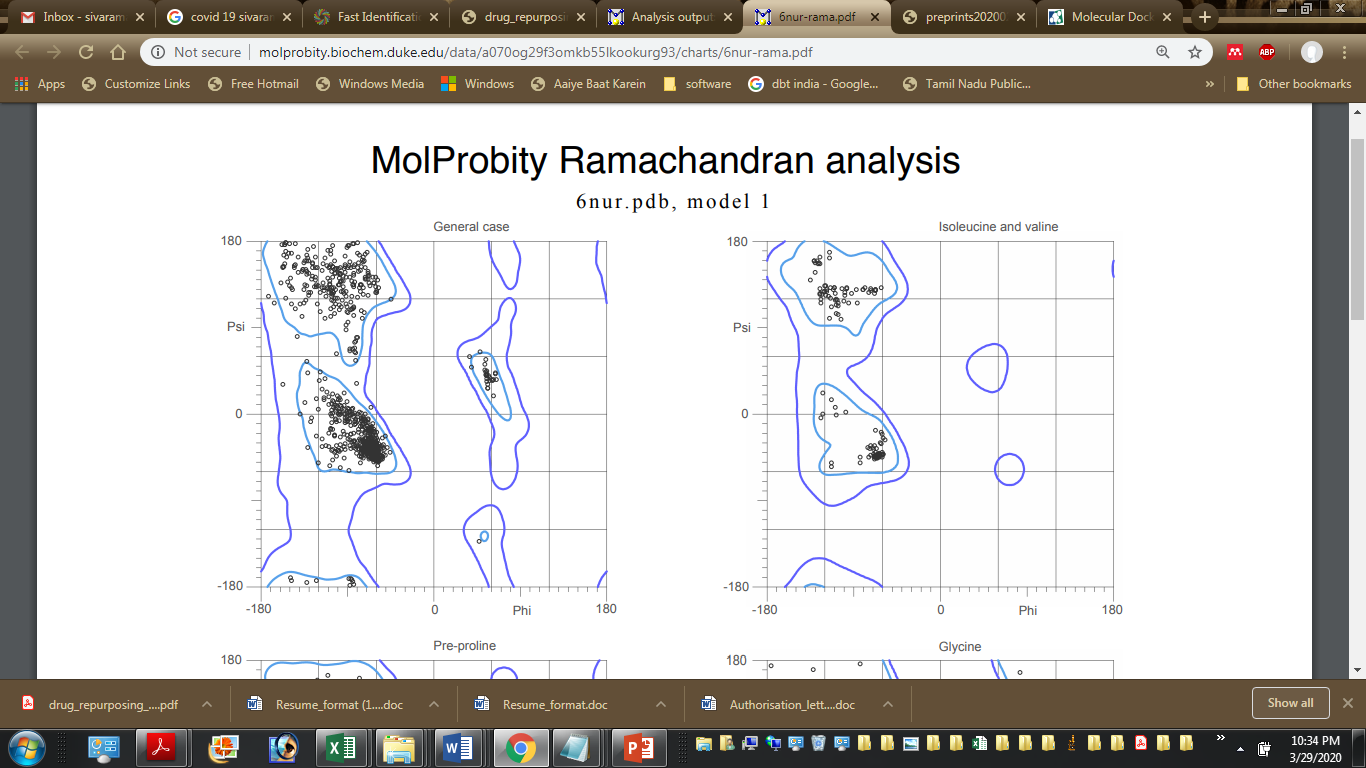 Inbox - sivaram
covid 19 sivaran
Fast Identificati
drug_repurposin
Analysis output:
6nur-rama.pdf
preprints20200
Molecular Dock
Not secure | molprobity.biochem.duke.edu/data/a070og29f3omkb55lkookurg93/charts/6nur-rama.pdf
ABP
Apps
Customize Links
Free Hotmail
Windows Media
Windows
Aaiye Baat Karein
software
dbt india - Google...
Tamil Nadu Public...
»
Other bookmarks
MolProbity Ramachandran analysis
6nur.pdb, model 1
General case
180
Psi
0
-180
-180
0
Phi
180
Isoleucine and valine
180
Psi
0
-180
-180
0
Phi
180
Pre-proline
180
Glycine
180
drug_repurposing_....pdf
Resume_format (1....doc
Resume_format.doc
Authorisation_lett....doc
Show all
10:34 PM
3/29/2020